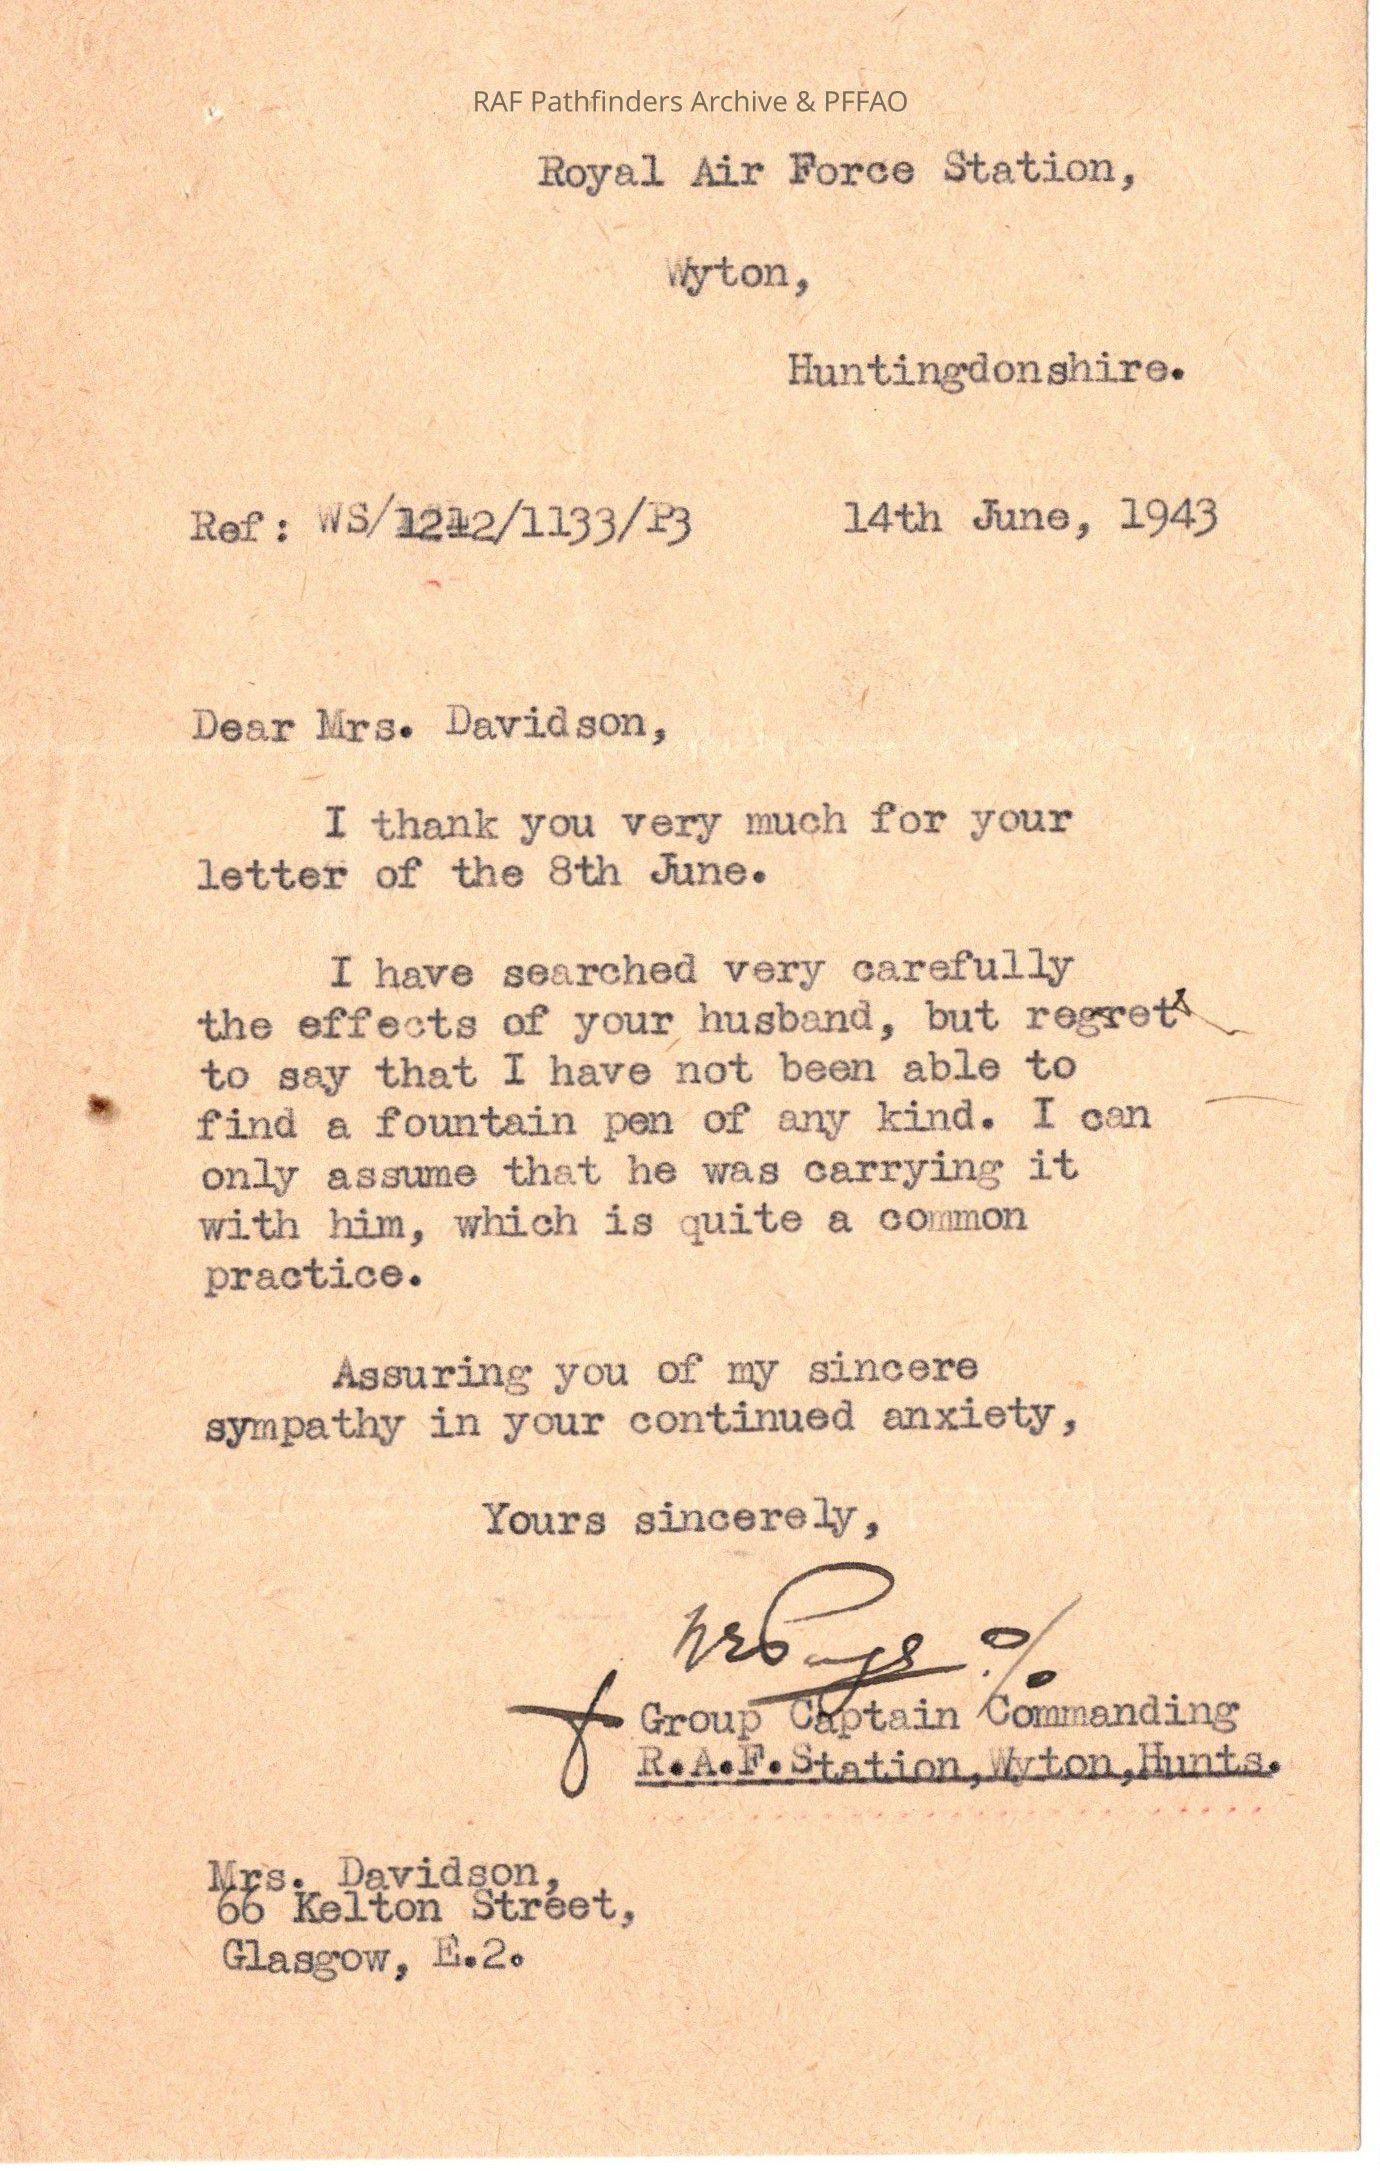 RAF Pathfinders Archive & PFFAO
Royal Air Force Station,
Wyton,
Huntingdonshire.
Ref: WS/1212/1133/P3 14th June, 1943
Dear Mrs. Davidson,
I thank you very much for your
letter of the 8th June.
I have searched very carefully
the effects of your husband, but regret
to say that I have not been able to
find a fountain pen of any kind. I can
only assume that he was carrying it
with him, which is quite a common
practice.
Assuring you of my sincere
sympathy in your continued anxiety,
Yours sincerely,
Group Captain Commanding
R.A.F.Station,Wyton,Hunts.
Mrs. Davidson,
66 Kelton Street,
Glasgow, E.2.